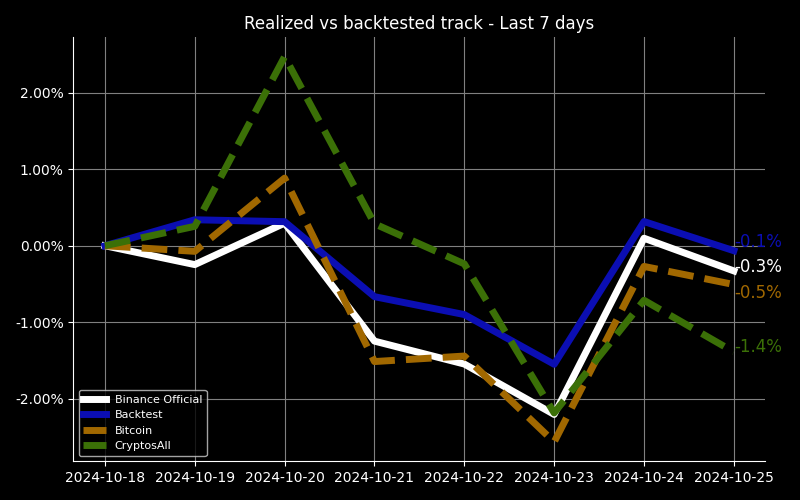 Realized vs backtested track - Last 7 days
2.00%
1.00%
0.00%
-1.00%
-2.00%
-0.1%
-0.3%
-0.5%
-1.4%
Binance Official
Backtest
Bitcoin
CryptosAll
2024-10-18 2024-10-19 2024-10-20 2024-10-21 2024-10-22 2024-10-23 2024-10-24 2024-10-25